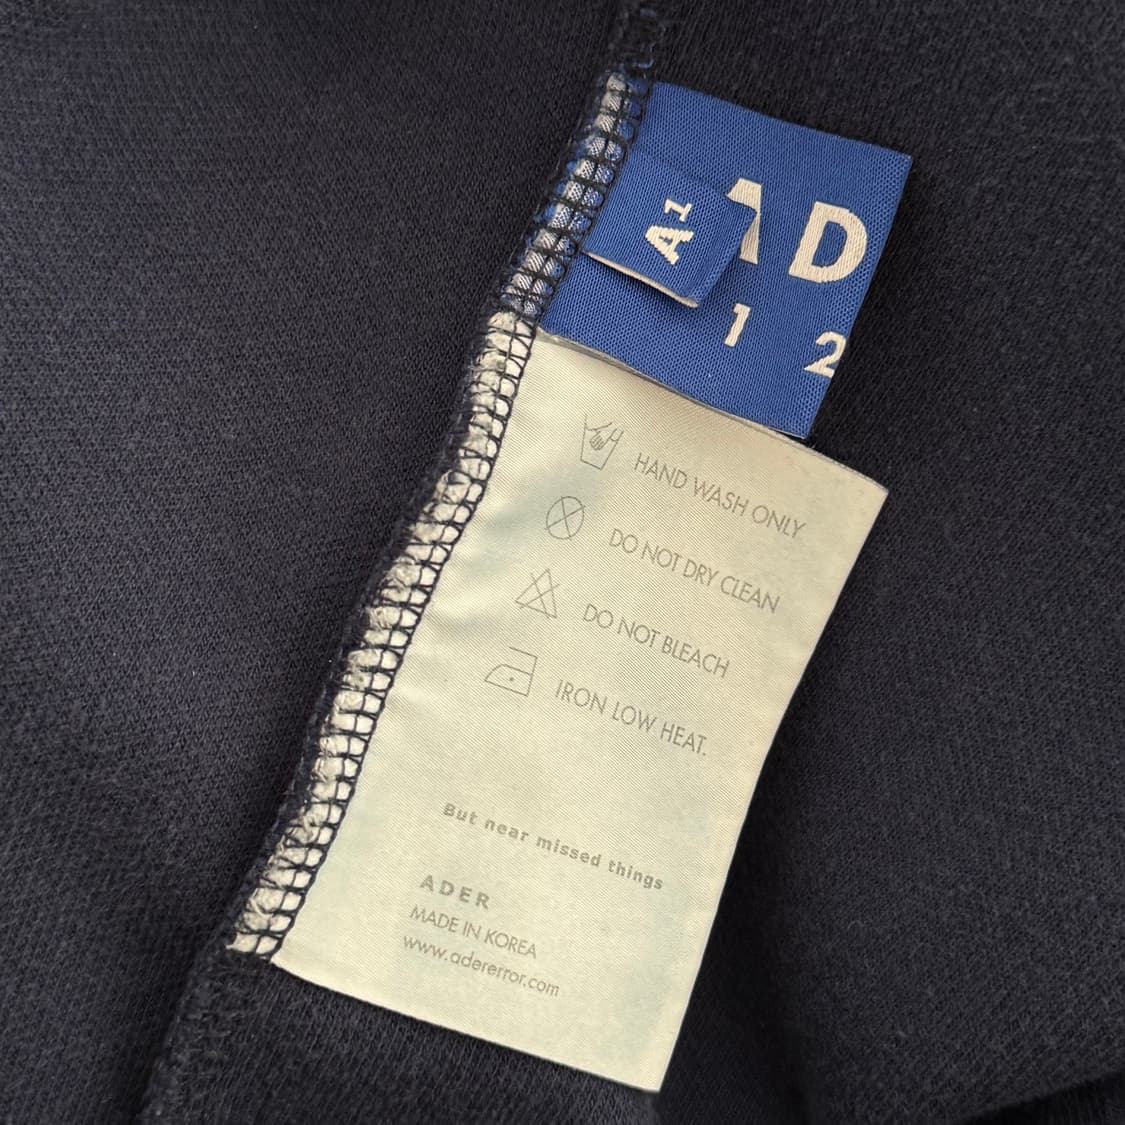 A1
AD
1 2
HAND WASH ONLY
DO NOT DRY CLEAN
DO NOT BLEACH
IRON LOW HEAT.
But near missed things
ADER
MADE IN KOREA
www.adererror.com